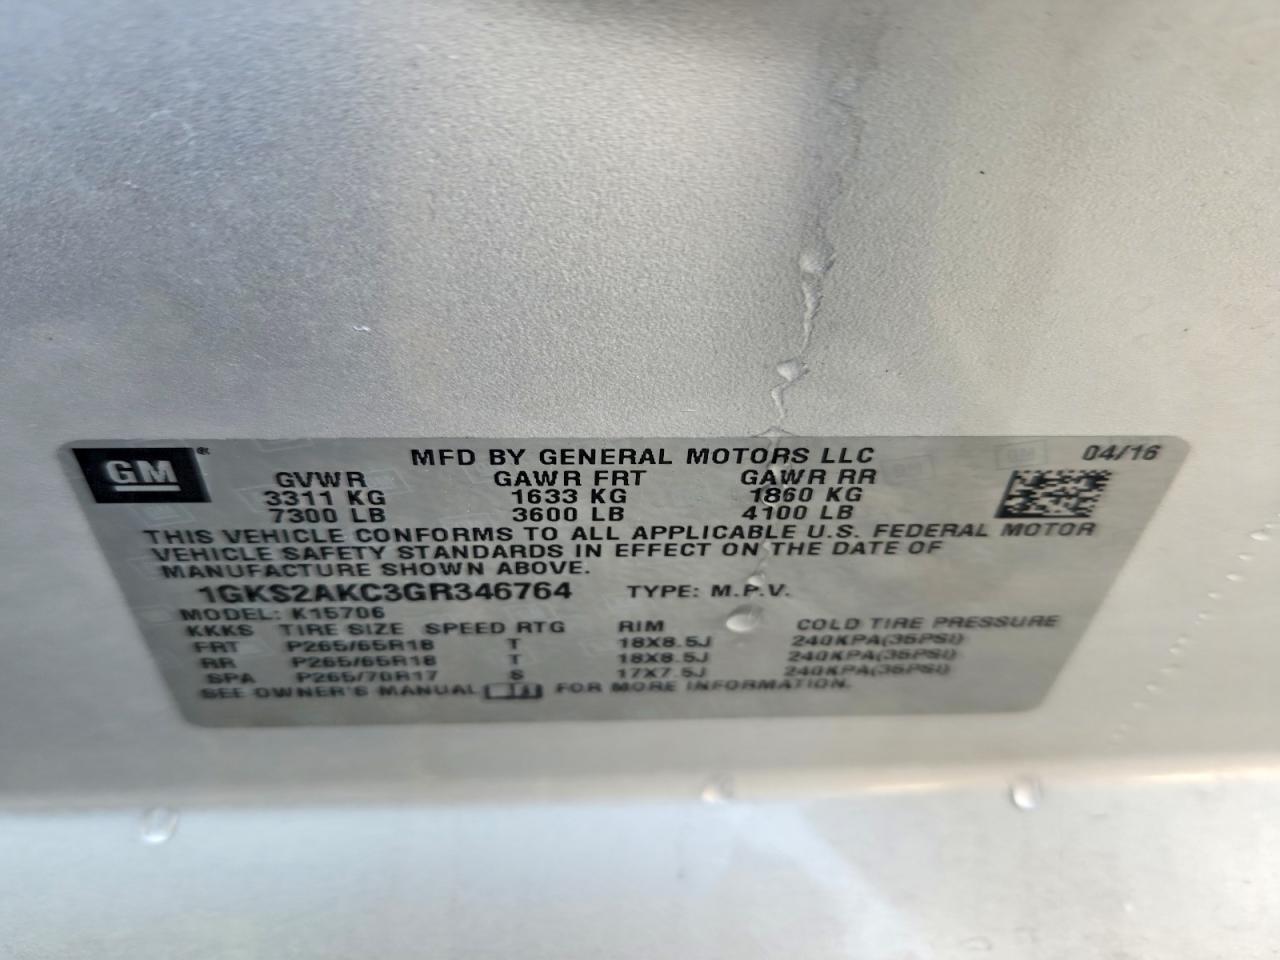 GM ®
MFD BY GENERAL MOTORS LLC 04/16
GVWR GAWR FRT GAWR RR
3311 KG 1633 KG 1860 KG
7300 LB 3600 LB 4100 LB
THIS VEHICLE CONFORMS TO ALL APPLICABLE U.S. FEDERAL MOTOR
VEHICLE SAFETY STANDARDS IN EFFECT ON THE DATE OF
MANUFACTURE SHOWN ABOVE.
1GKS2AKC3GR346764 TYPE: M.P.V.
MODEL: K15706
KKKS TIRE SIZE SPEED RTG RIM COLD TIRE PRESSURE
FRT P265/65R18 T 18X8.5J 240KPA(35PSI)
RR P265/65R18 T 18X8.5J 240KPA(35PSI)
SPA P265/70R17 S 17X7.5J 240KPA(35PSI)
SEE OWNER'S MANUAL FOR MORE INFORMATION.